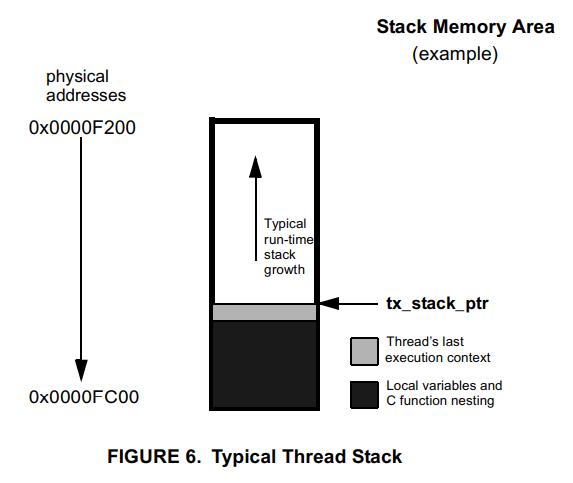 Stack Memory Area
(example)
physical
addresses
0x0000F200
Typical
run-time
stack
growth
tx_stack_ptr
Thread's last
execution context
Local variables and
C function nesting
0x0000FC00
FIGURE 6. Typical Thread Stack